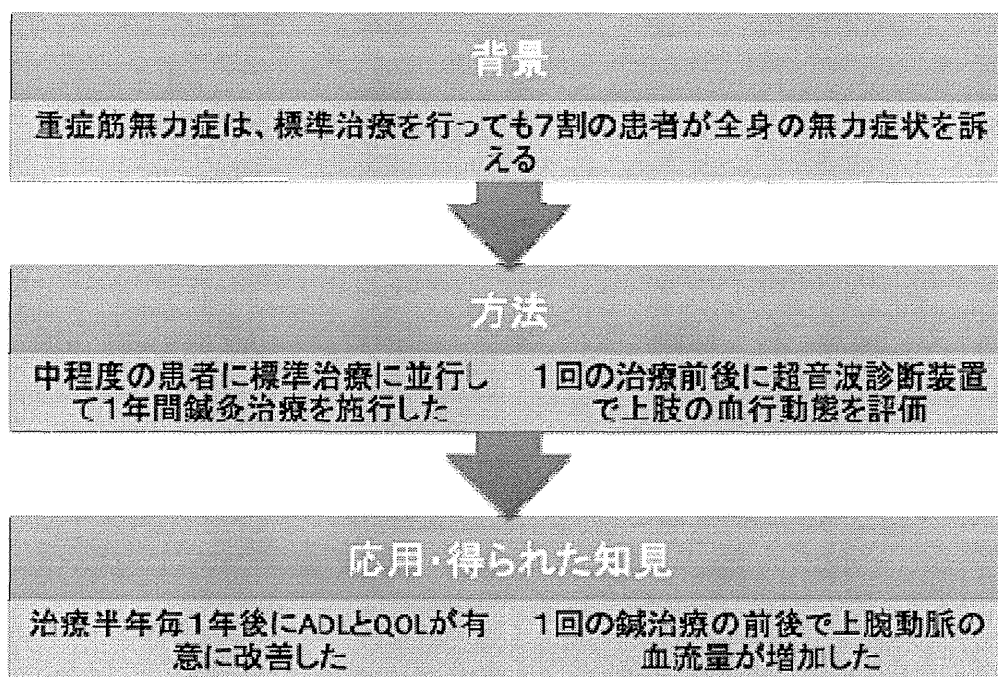 背景
重症筋無力症は、標準治療を行っても7割の患者が全身の無力症状を訴
える
方法
中程度の患者に標準治療に並行し
て1年間鍼灸治療を施行した
1回の治療前後に超音波診断装置
で上肢の血行動態を評価
応用・得られた知見
治療半年毎1年後にADLとQOLが有
意に改善した
1回の鍼治療の前後で上腕動脈の
血流量が増加した